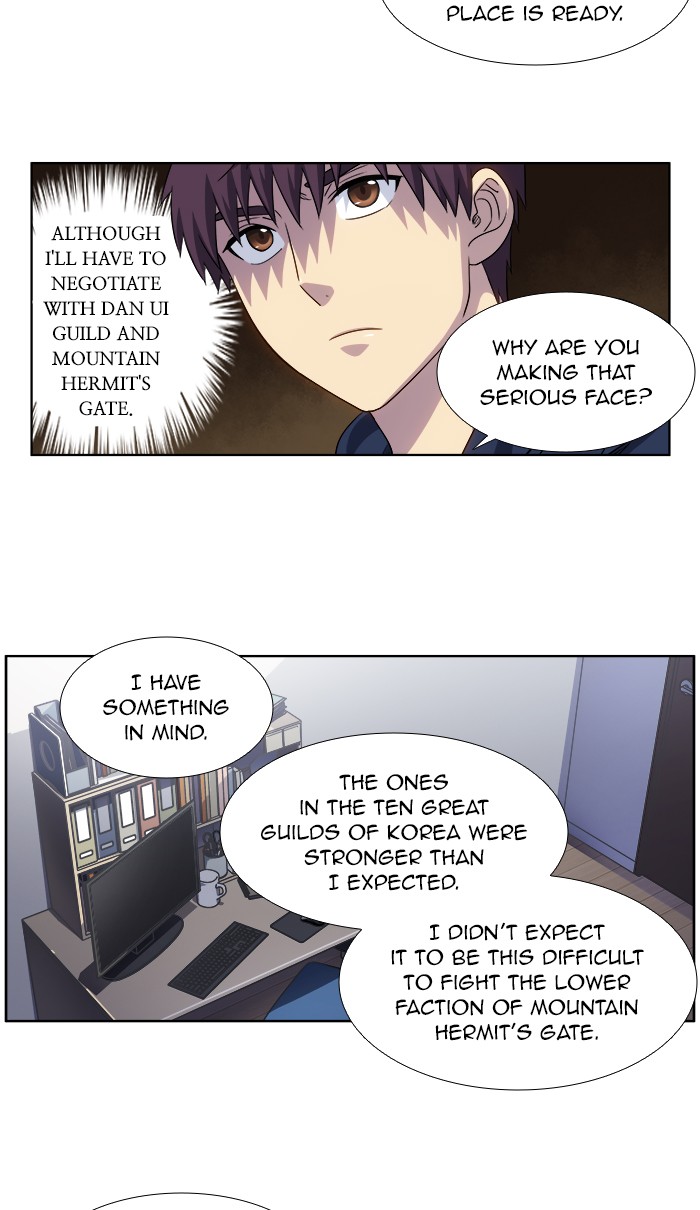 PLACE IS READY.
ALTHOUGH
I'LL HAVE TO
NEGOTIATE
WITH DAN UI
GUILD AND
MOUNTAIN
HERMIT'S
GATE.
WHY ARE YOU
MAKING THAT
SERIOUS FACE?
I HAVE
SOMETHING
IN MIND.
THE ONES
IN THE TEN GREAT
GUILDS OF KOREA WERE
STRONGER THAN
I EXPECTED.
I DIDN'T EXPECT
IT TO BE THIS DIFFICULT
TO FIGHT THE LOWER
FACTION OF MOUNTAIN
HERMIT'S GATE.